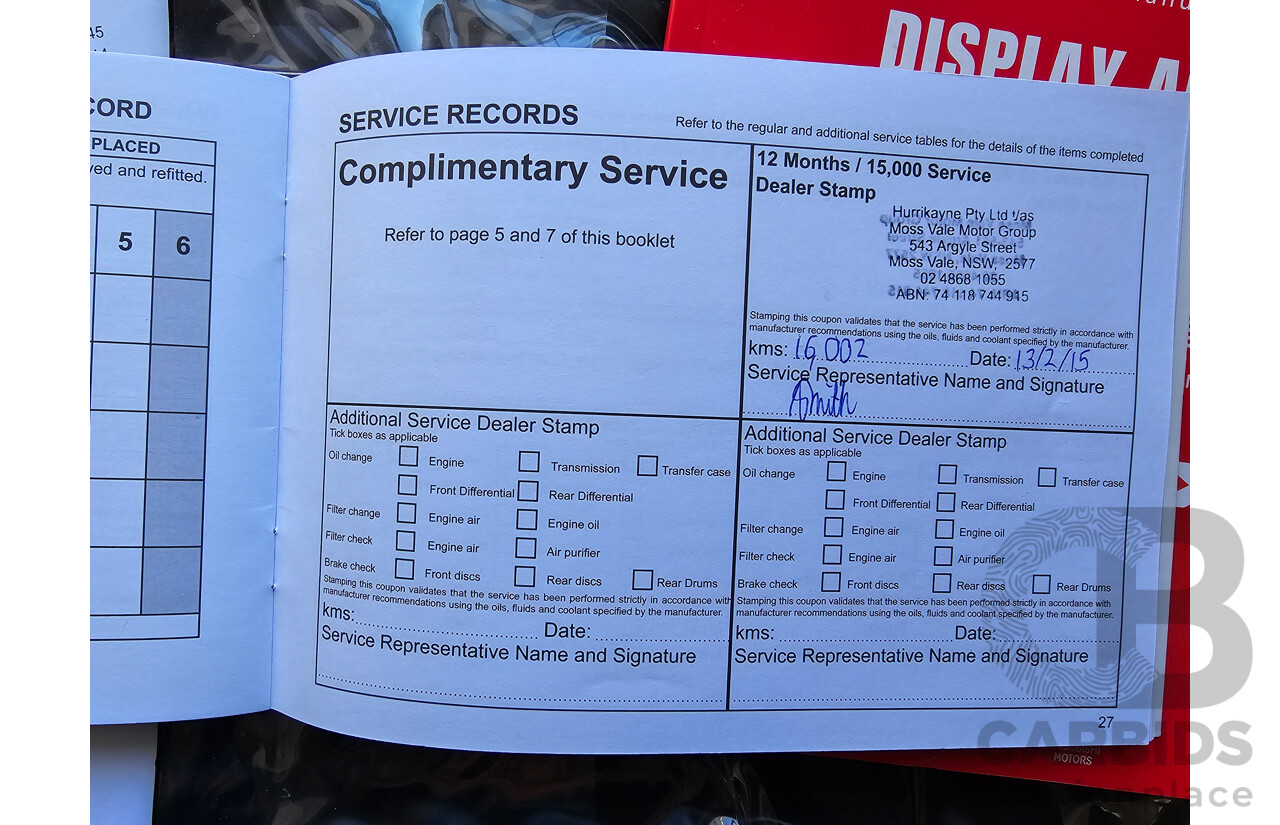 45
DISPLAY A
CORD
PLACED
ved and refitted.
5 6
SERVICE RECORDS
Refer to the regular and additional service tables for the details of the items completed
Complimentary Service
Refer to page 5 and 7 of this booklet
12 Months / 15,000 Service
Dealer Stamp
Hurrikayne Pty Ltd t/as
Moss Vale Motor Group
543 Argyle Street
Moss Vale, NSW, 2577
02 4868 1055
ABN: 74 118 744 915
Stamping this coupon validates that the service has been performed strictly in accordance with
manufacturer recommendations using the oils, fluids and coolant specified by the manufacturer.
kms: 16,002 Date: 13/2/15
Service Representative Name and Signature
Additional Service Dealer Stamp
Tick boxes as applicable
Oil change Engine Transmission Transfer case
Front Differential Rear Differential
Filter change Engine air Engine oil
Filter check Engine air Air purifier
Brake check Front discs Rear discs Rear Drums
Stamping this coupon validates that the service has been performed strictly in accordance with
manufacturer recommendations using the oils, fluids and coolant specified by the manufacturer.
kms: Date:
Service Representative Name and Signature
Additional Service Dealer Stamp
Tick boxes as applicable
Oil change Engine Transmission Transfer case
Front Differential Rear Differential
Filter change Engine air Engine oil
Filter check Engine air Air purifier
Brake check Front discs Rear discs Rear Drums
Stamping this coupon validates that the service has been performed strictly in accordance with
manufacturer recommendations using the oils, fluids and coolant specified by the manufacturer.
kms: Date:
Service Representative Name and Signature
27
MOTORS
CB
CARBIDS
place